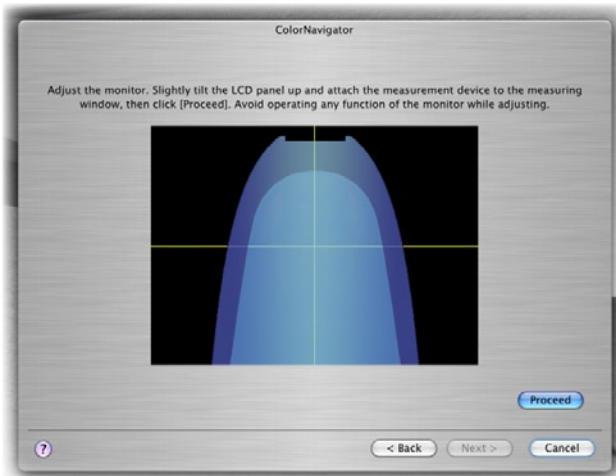 ColorNavigator
Adjust the monitor. Slightly tilt the LCD panel up and attach the measurement device to the measuring
window, then click [Proceed]. Avoid operating any function of the monitor while adjusting.
Proceed
?
< Back
Next >
Cancel